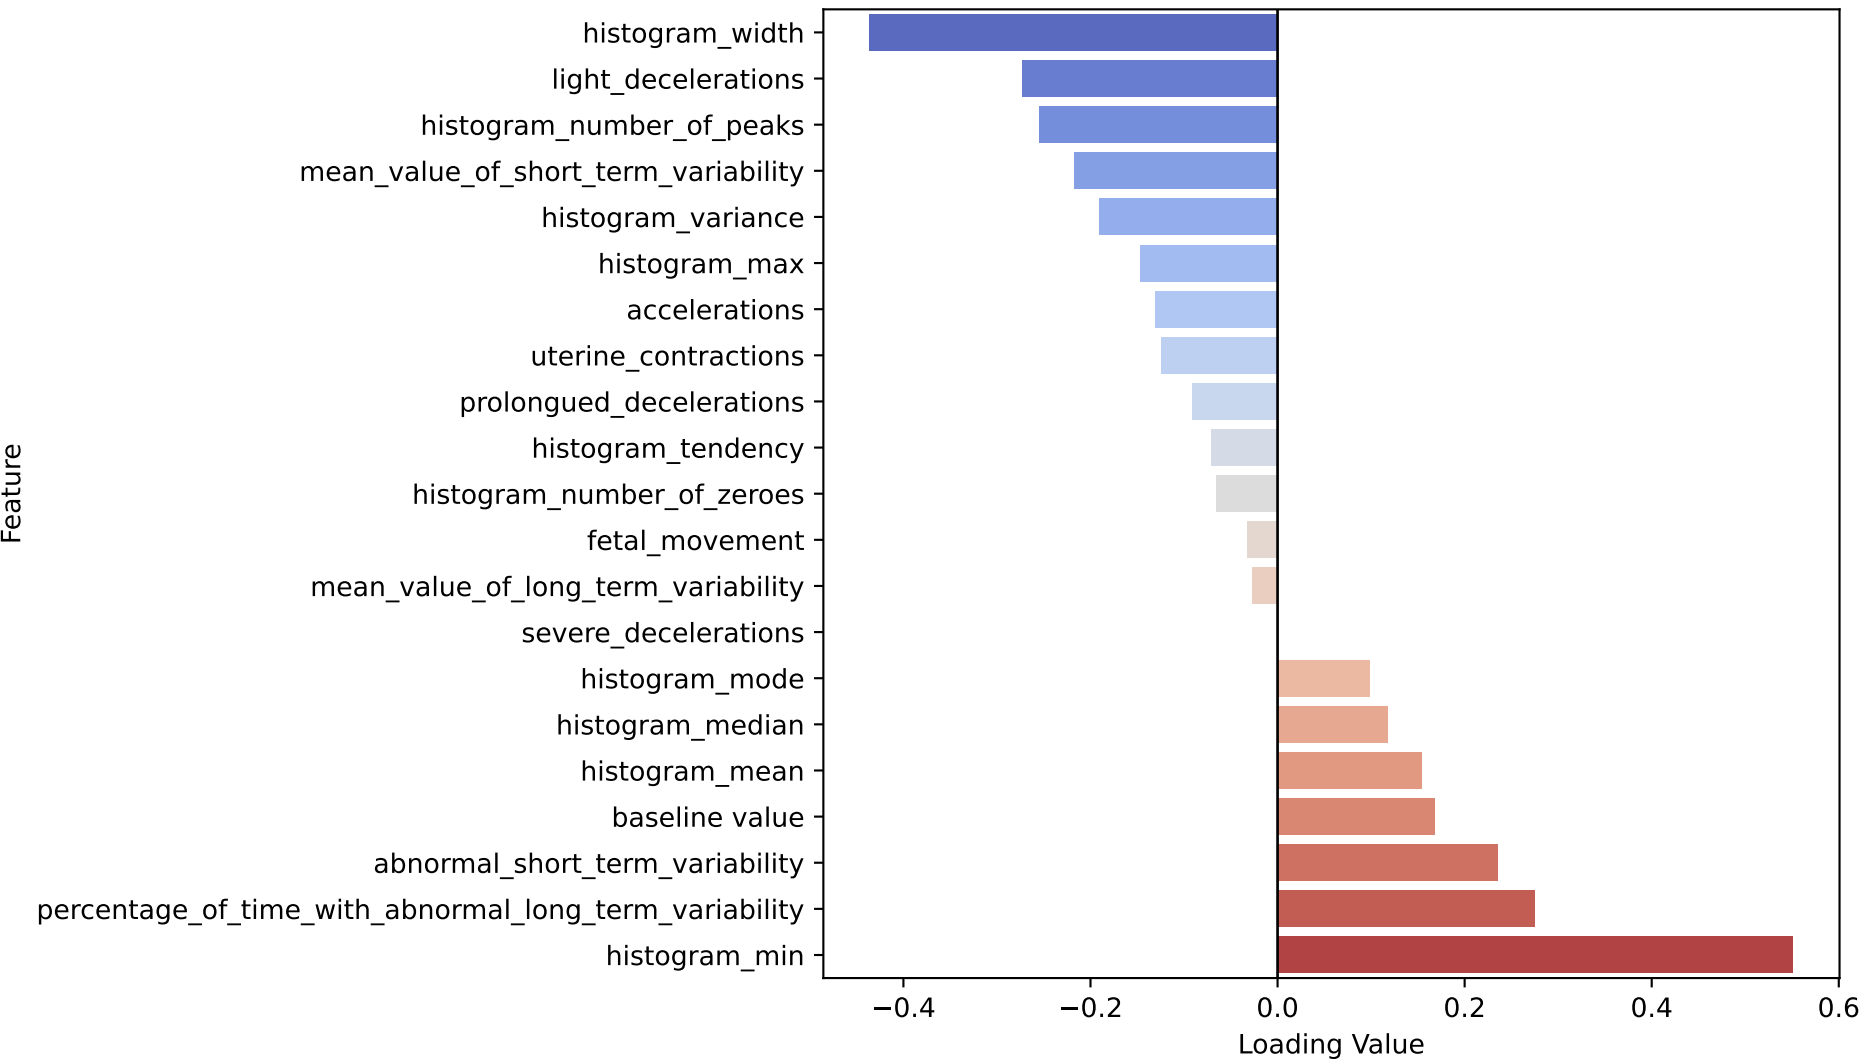 histogram_width
light_decelerations
histogram_number_of_peaks
mean_value_of_short_term_variability
histogram_variance
histogram_max
accelerations
uterine_contractions
prolongued_decelerations
histogram_tendency
histogram_number_of_zeroes
fetal_movement
mean_value_of_long_term_variability
severe_decelerations
histogram_mode
histogram_median
histogram_mean
baseline value
abnormal_short_term_variability
percentage_of_time_with_abnormal_long_term_variability
histogram_min
Feature
−0.4 −0.2 0.0 0.2 0.4 0.6
Loading Value